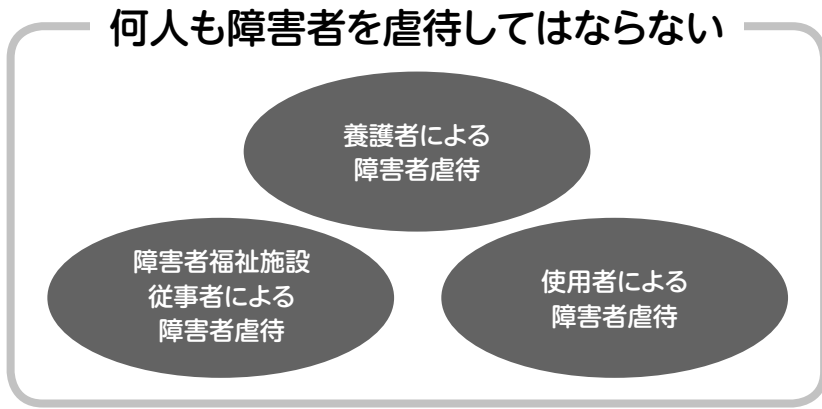 何人も障害者を虐待してはならない
養護者による
障害者虐待
障害者福祉施設
従事者による
障害者虐待
使用者による
障害者虐待